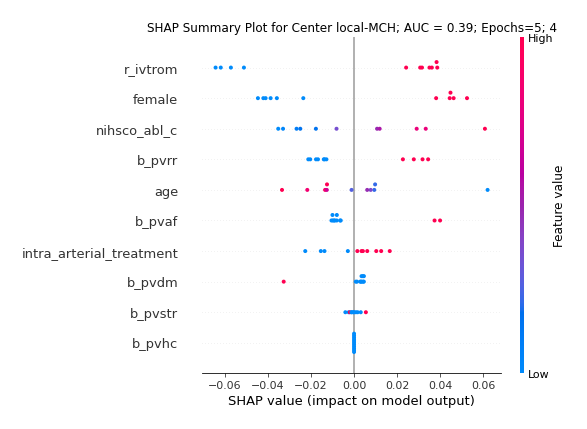 SHAP Summary Plot for Center local-MCH; AUC = 0.39; Epochs=5; 4
High
r_ivtrom
female
nihsco_abl_c
b_pvrr
age
b_pvaf
intra_arterial_treatment
b_pvdm
b_pvstr
b_pvhc
Feature value
Low
−0.06 −0.04 −0.02 0.00 0.02 0.04 0.06
SHAP value (impact on model output)